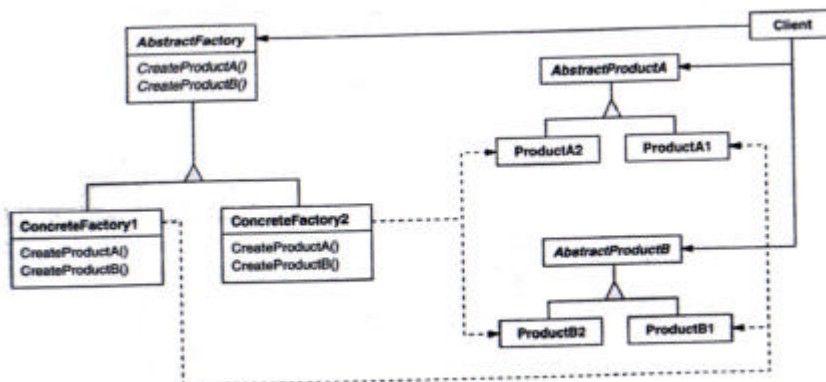 Client
AbstractFactory
CreateProductA()
CreateProductB()
AbstractProductA
ProductA2
ProductA1
ConcreteFactory1
CreateProductA()
CreateProductB()
ConcreteFactory2
CreateProductA()
CreateProductB()
AbstractProductB
ProductB2
ProductB1